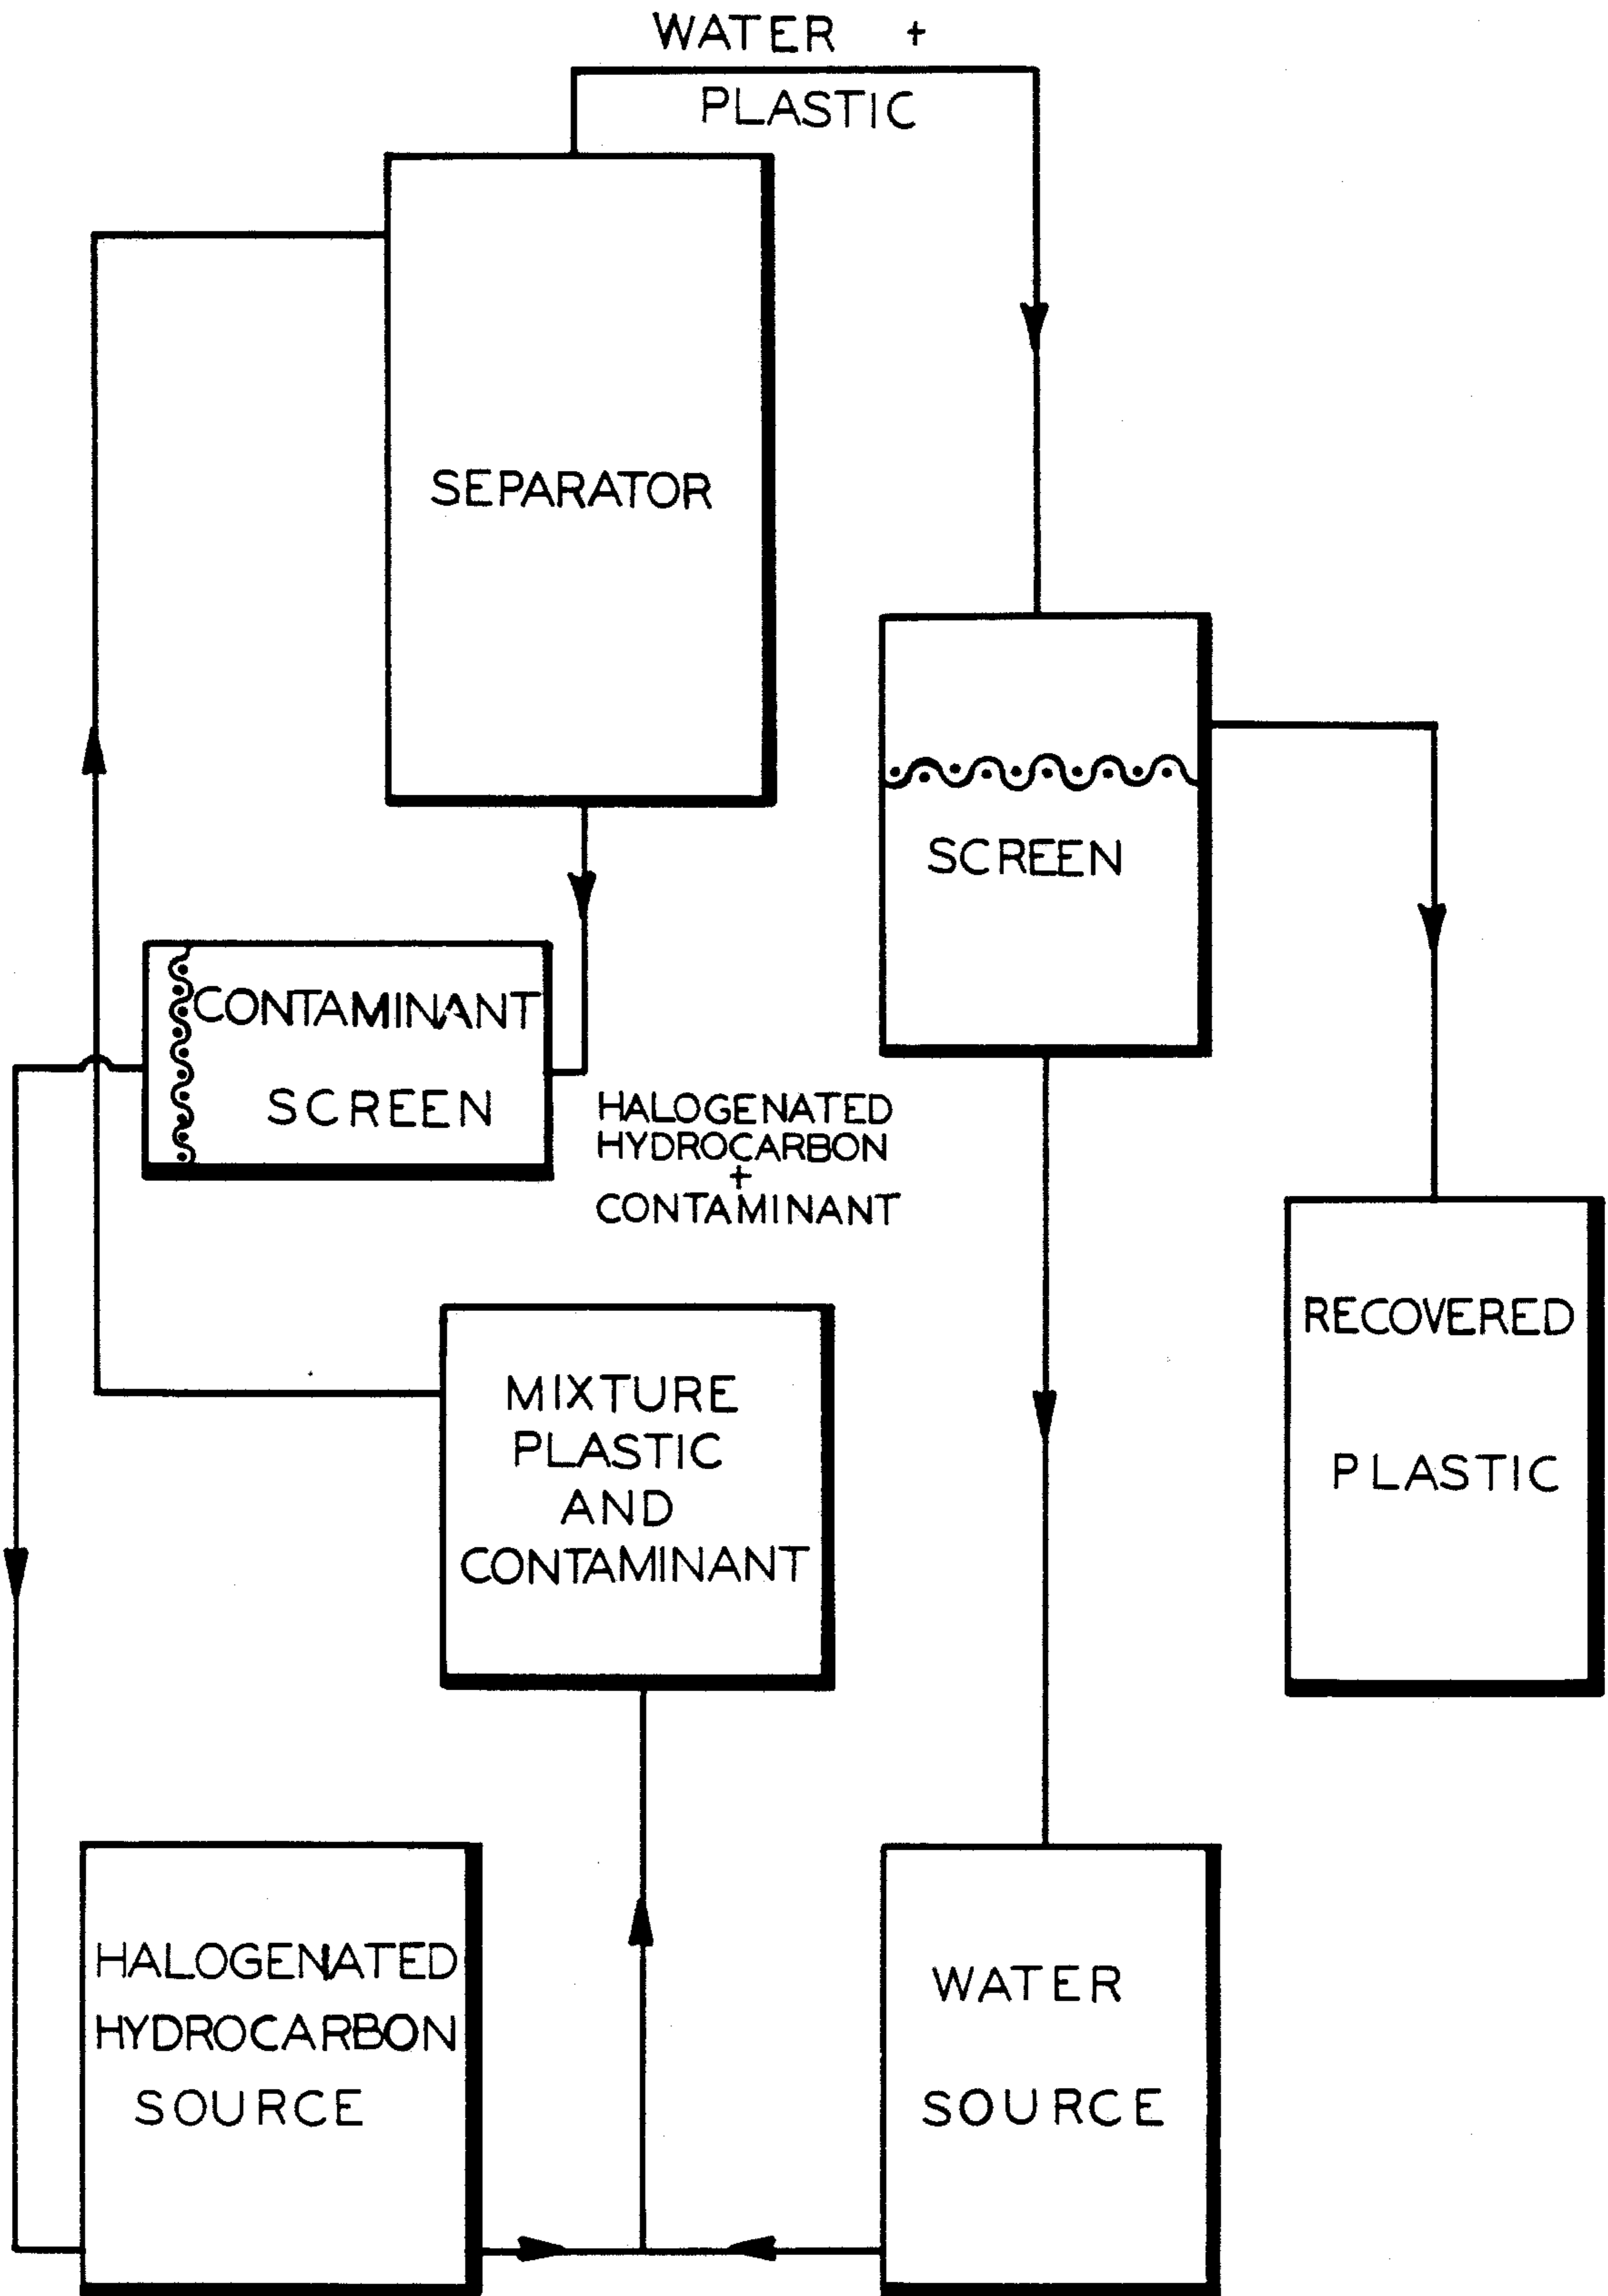 WATER +
PLASTIC
SEPARATOR
SCREEN
CONTAMINANT
SCREEN
HALOGENATED
HYDROCARBON
+
CONTAMINANT
MIXTURE
PLASTIC
AND
CONTAMINANT
RECOVERED
PLASTIC
HALOGENATED
HYDROCARBON
SOURCE
WATER
SOURCE